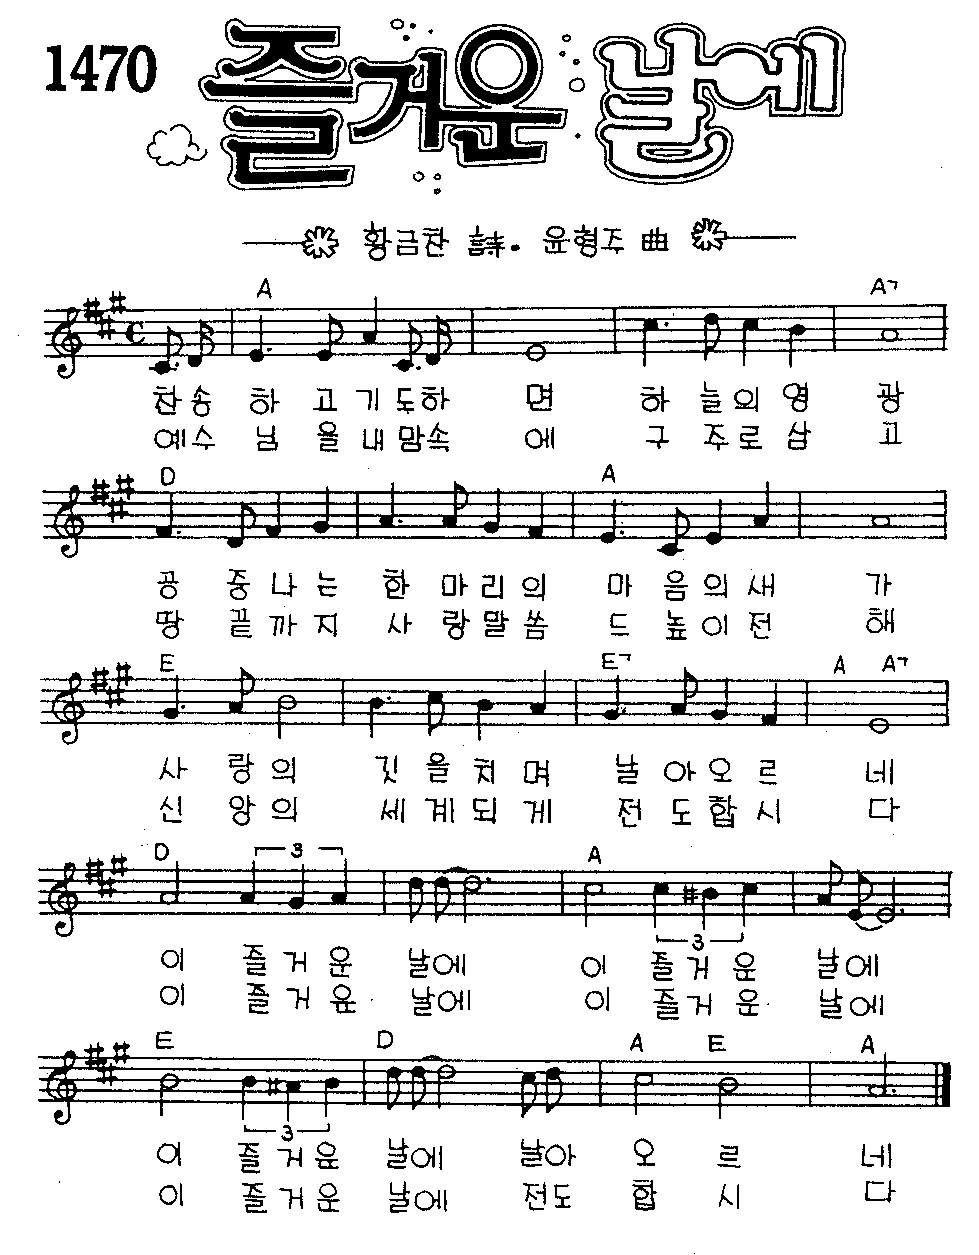 1470 즐거운 날에
황금찬 詩. 윤형주 曲
A A7
찬송 하 고 기 도하 면 하 늘의 영 광
예수 님 을 내 맘속 에 구 주로 삼 고
D A
공 중 나 는 한 마 리 의 마 음 의 새 가
땅 끝 까 지 사 랑 말 씀 드 높 이 전 해
E E7 A A7
사 랑 의 깃 을 쳐 며 날 아 오 르 네
신 앙 의 세 계 되 게 전 도 합 시 다
D 3 A
3
이 즐 거 운 날에 이 즐 거 운 날에
이 즐 거 운 날에 이 즐 거 운 날에
E D A E A
3
이 즐 거 운 날에 날아 오 르 네
이 즐 거 운 날에 전도 합 시 다